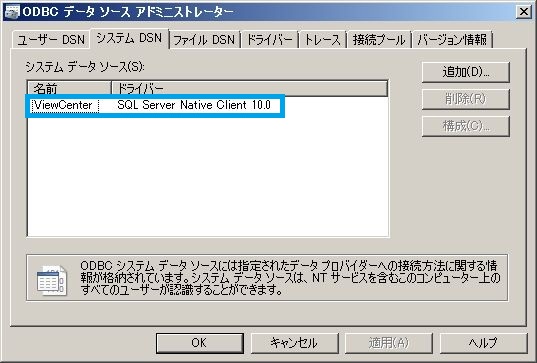 ODBC データ ソース アドミニストレーター
ユーザー DSN システム DSN ファイル DSN ドライバー トレース 接続プール バージョン情報
システム データ ソース(S):
名前 ドライバー
ViewCenter SQL Server Native Client 10.0
追加(D)...
削除(R)
構成(C)...
ODBC システム データ ソースには指定されたデータ プロバイダーへの接続方法に関する情
報が格納されています。システム データ ソースは、NT サービスを含むこのコンピューター上の
すべてのユーザーが認識することができます。
OK キャンセル 適用(A) ヘルプ